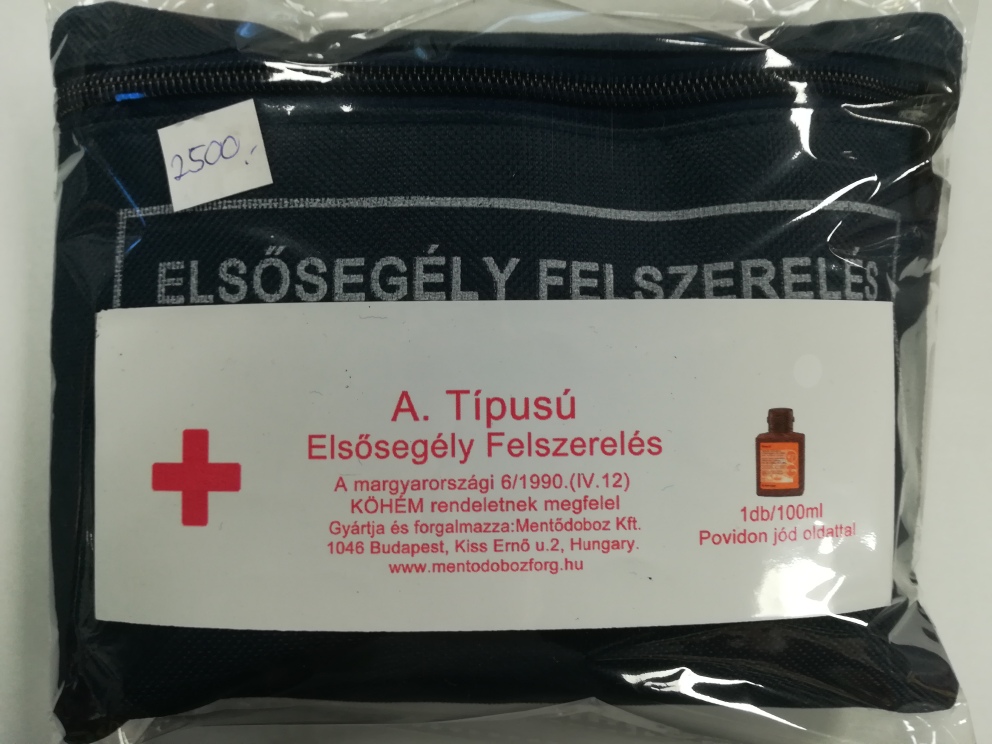 2500.-
ELSŐSEGÉLY FELSZERELÉS
A. Típusú
Elsősegély Felszerelés
A margyarországi 6/1990.(IV.12)
KÖHÉM rendeletnek megfelel
Gyártja és forgalmazza:Mentődoboz Kft.
1046 Budapest, Kiss Ernő u.2, Hungary.
www.mentodobozforg.hu
1db/100ml
Povidon jód oldattal